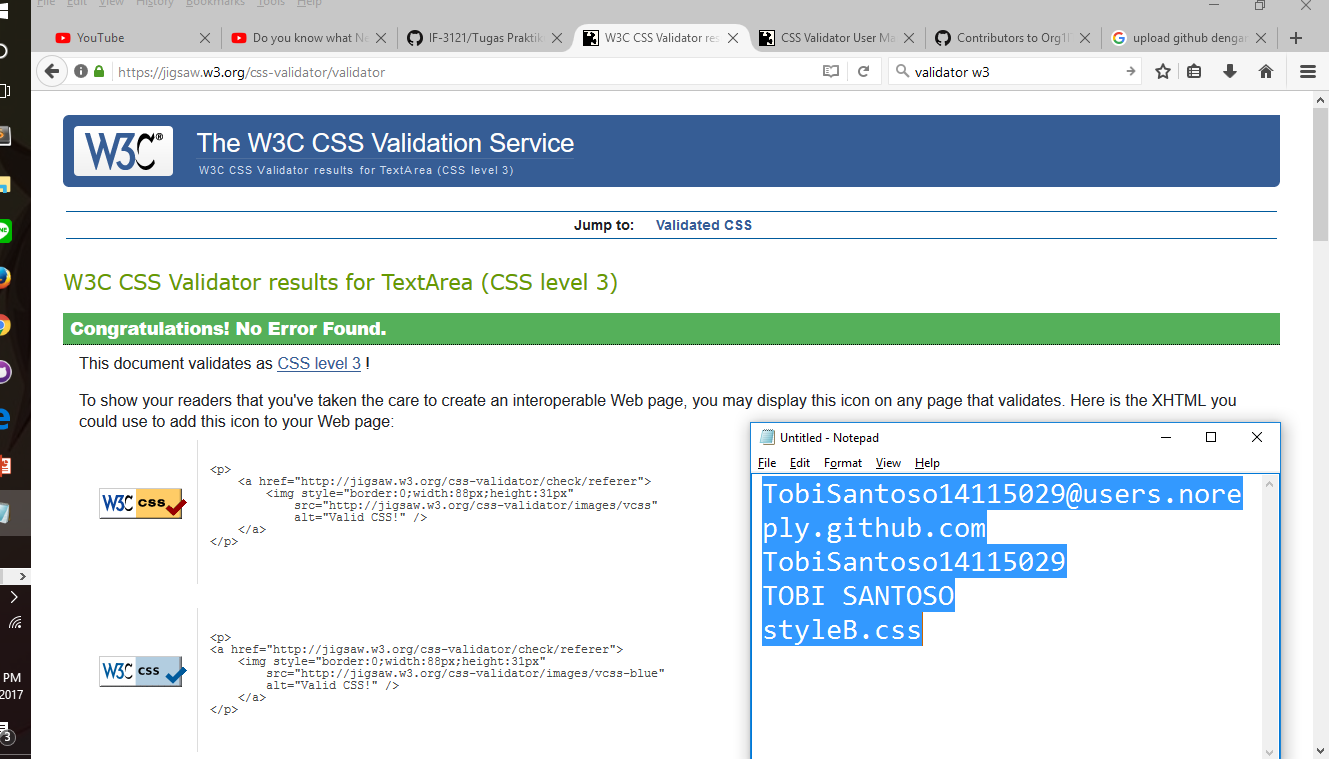 File Edit View History Bookmarks Tools Help
YouTube
Do you know what Ne
IF-3121/Tugas Praktik
W3C CSS Validator res
CSS Validator User Ma
Contributors to Org1I
upload github dengan
https://jigsaw.w3.org/css-validator/validator
validator w3
W3C®
The W3C CSS Validation Service
W3C CSS Validator results for TextArea (CSS level 3)
Jump to: Validated CSS
W3C CSS Validator results for TextArea (CSS level 3)
Congratulations! No Error Found.
This document validates as CSS level 3 !
To show your readers that you've taken the care to create an interoperable Web page, you may display this icon on any page that validates. Here is the XHTML you
could use to add this icon to your Web page:
W3C css
<p>
<a href="http://jigsaw.w3.org/css-validator/check/referer">
<img style="border:0;width:88px;height:31px"
src="http://jigsaw.w3.org/css-validator/images/vcss"
alt="Valid CSS!" />
</a>
</p>
W3C css
<p>
<a href="http://jigsaw.w3.org/css-validator/check/referer">
<img style="border:0;width:88px;height:31px"
src="http://jigsaw.w3.org/css-validator/images/vcss-blue"
alt="Valid CSS!" />
</a>
</p>
Untitled - Notepad
File Edit Format View Help
TobiSantoso14115029@users.nore
ply.github.com
TobiSantoso14115029
TOBI SANTOSO
styleB.css
PM
2017
3